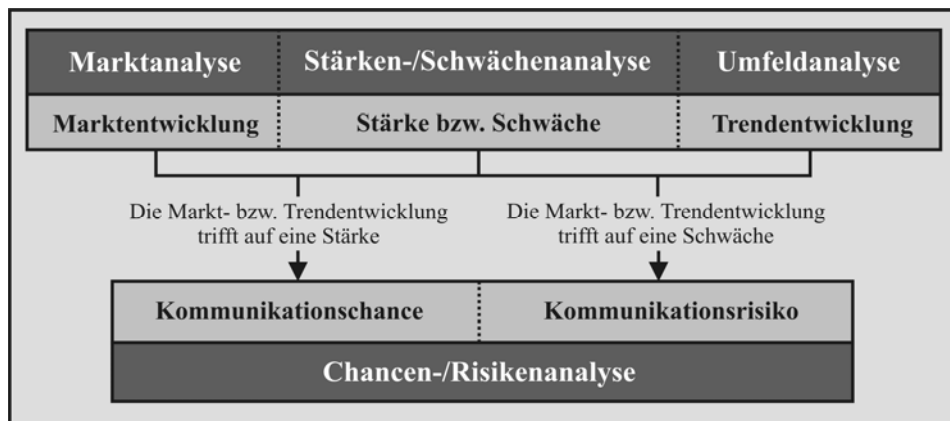 Marktanalyse Stärken-/Schwächenanalyse Umfeldanalyse
Marktentwicklung Stärke bzw. Schwäche Trendentwicklung
Die Markt- bzw. Trendentwicklung
trifft auf eine Stärke
Die Markt- bzw. Trendentwicklung
trifft auf eine Schwäche
Kommunikationschance Kommunikationsrisiko
Chancen-/Risikenanalyse